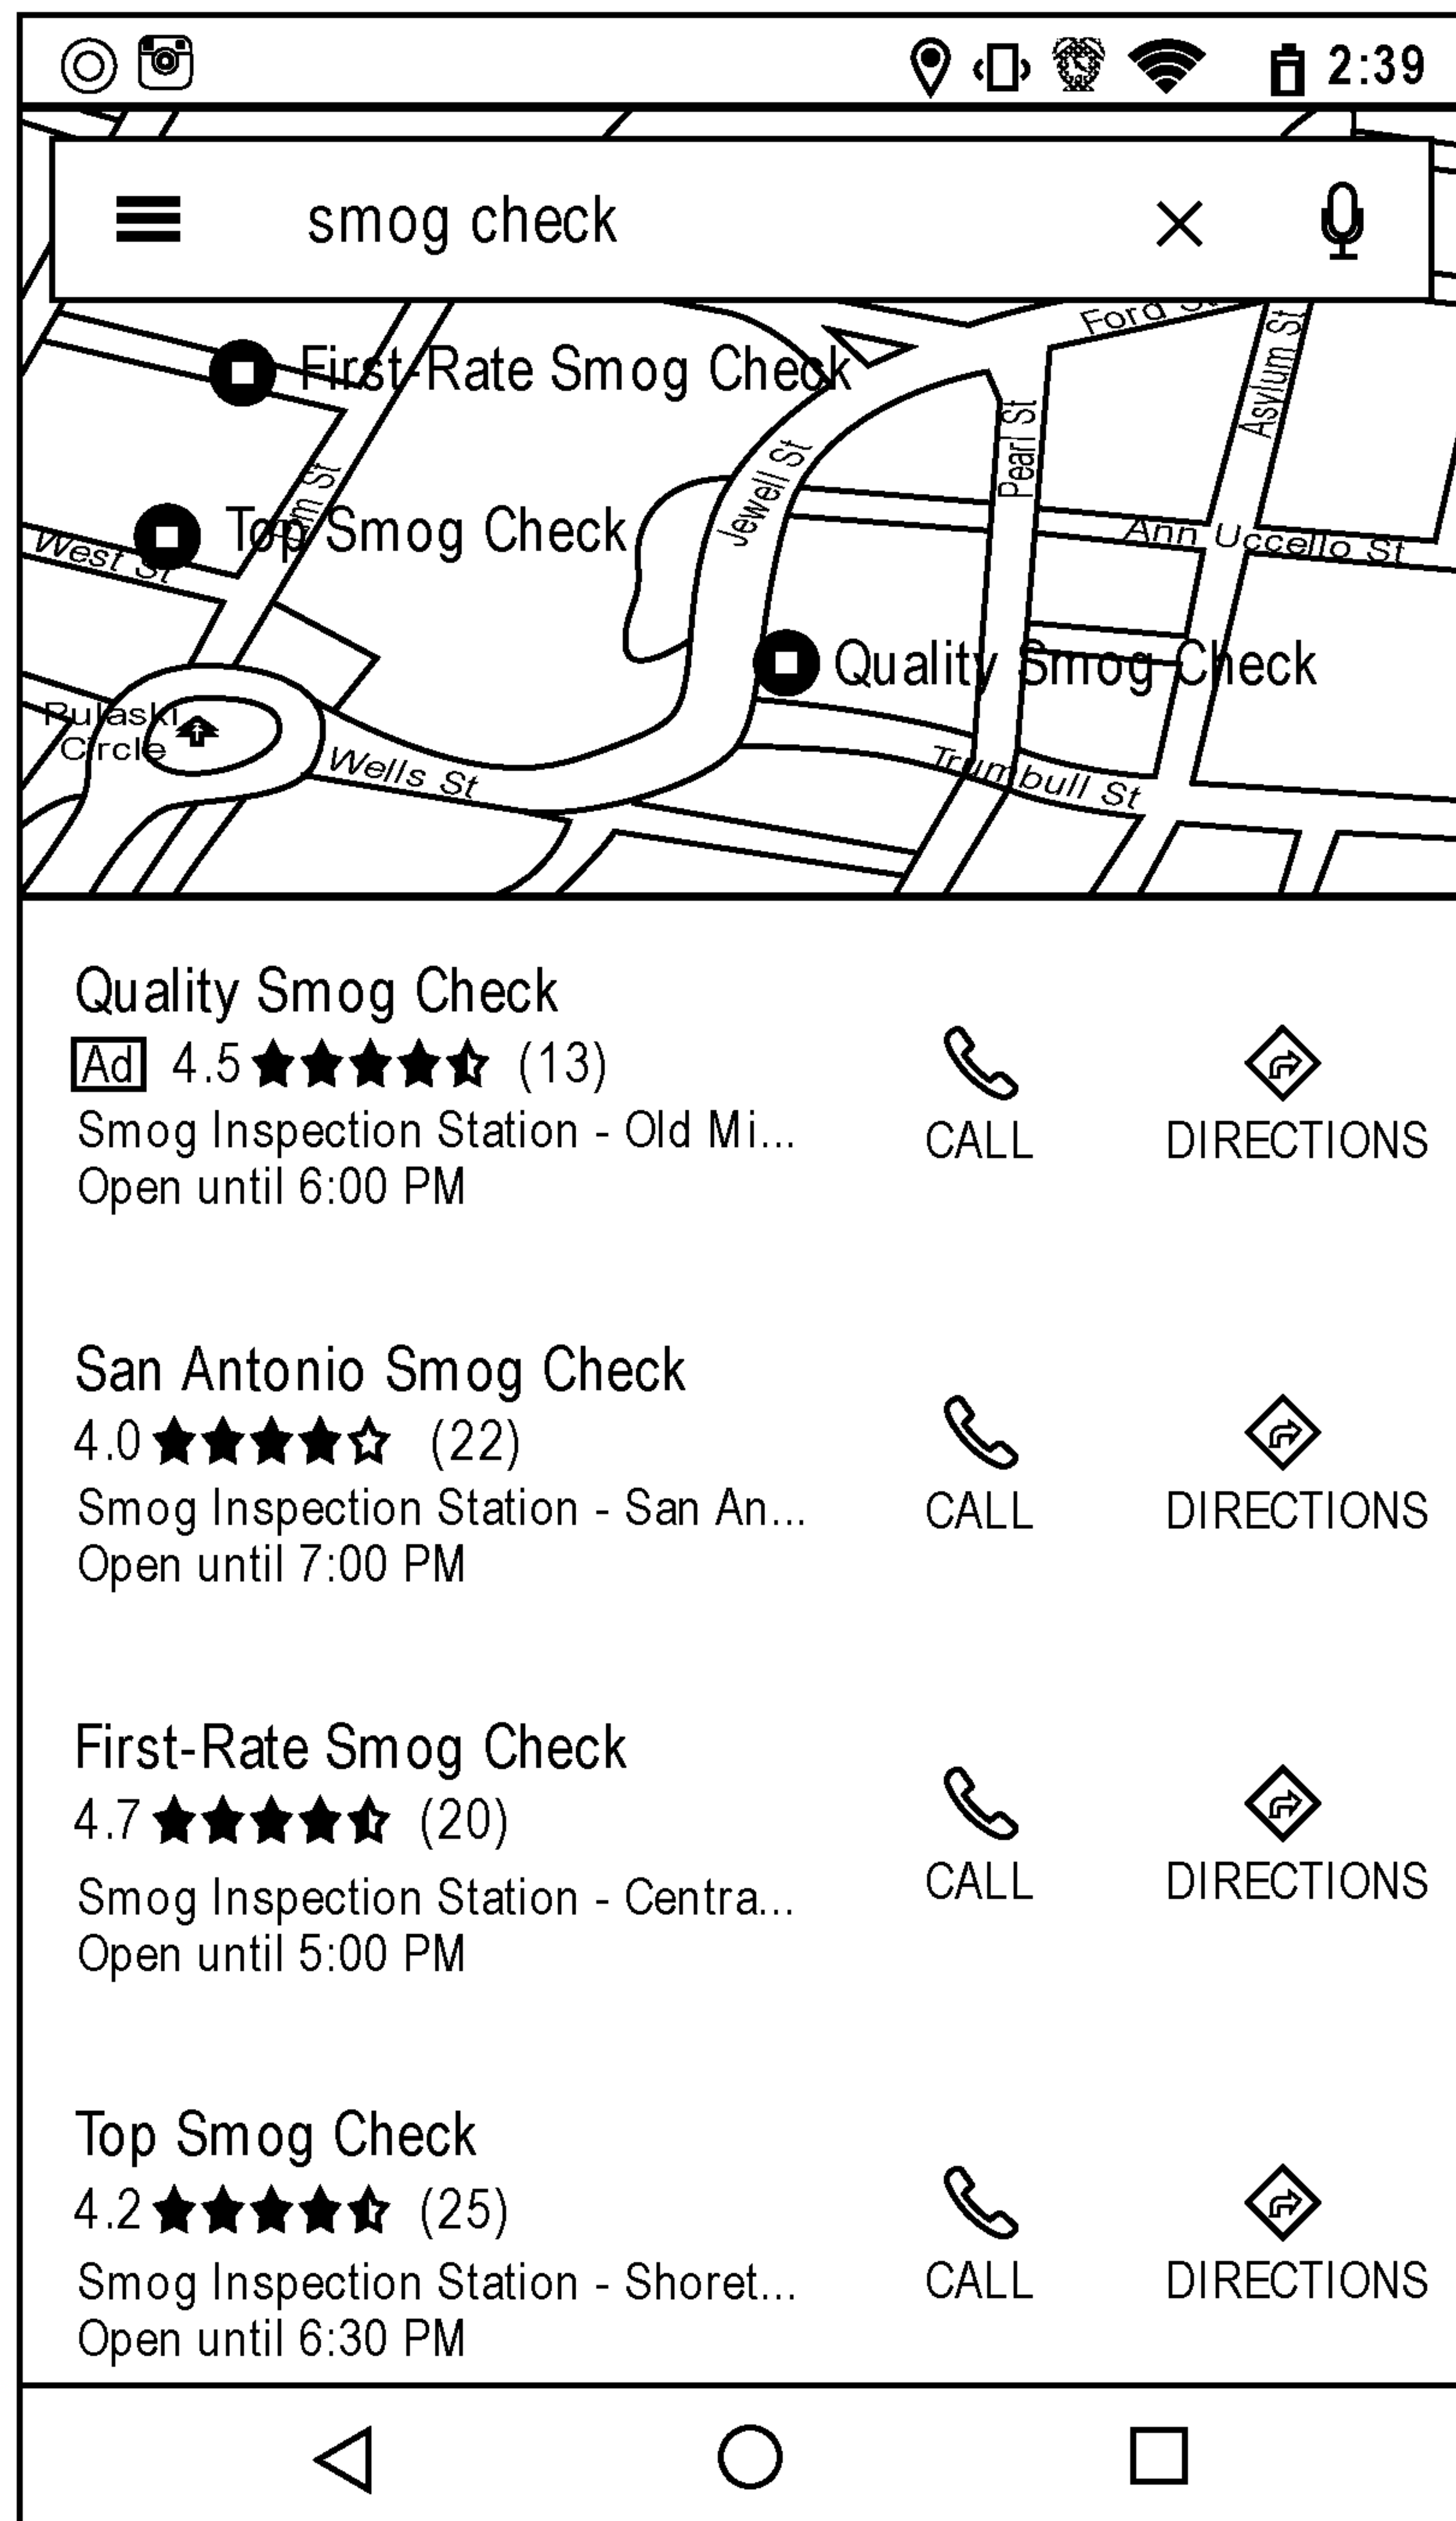 2:39
smog check
Ford St
Asylum St
First-Rate Smog Check
Pearl St
Jewell St
St
Top Smog Check
West St
Ann Uccello St
Quality Smog Check
Pulaski
Circle
Wells St
Trumbull St
Quality Smog Check
Ad 4.5 (13)
Smog Inspection Station - Old Mi...
Open until 6:00 PM
CALL
DIRECTIONS
San Antonio Smog Check
4.0 (22)
Smog Inspection Station - San An...
Open until 7:00 PM
CALL
DIRECTIONS
First-Rate Smog Check
4.7 (20)
Smog Inspection Station - Centra...
Open until 5:00 PM
CALL
DIRECTIONS
Top Smog Check
4.2 (25)
Smog Inspection Station - Shoret...
Open until 6:30 PM
CALL
DIRECTIONS